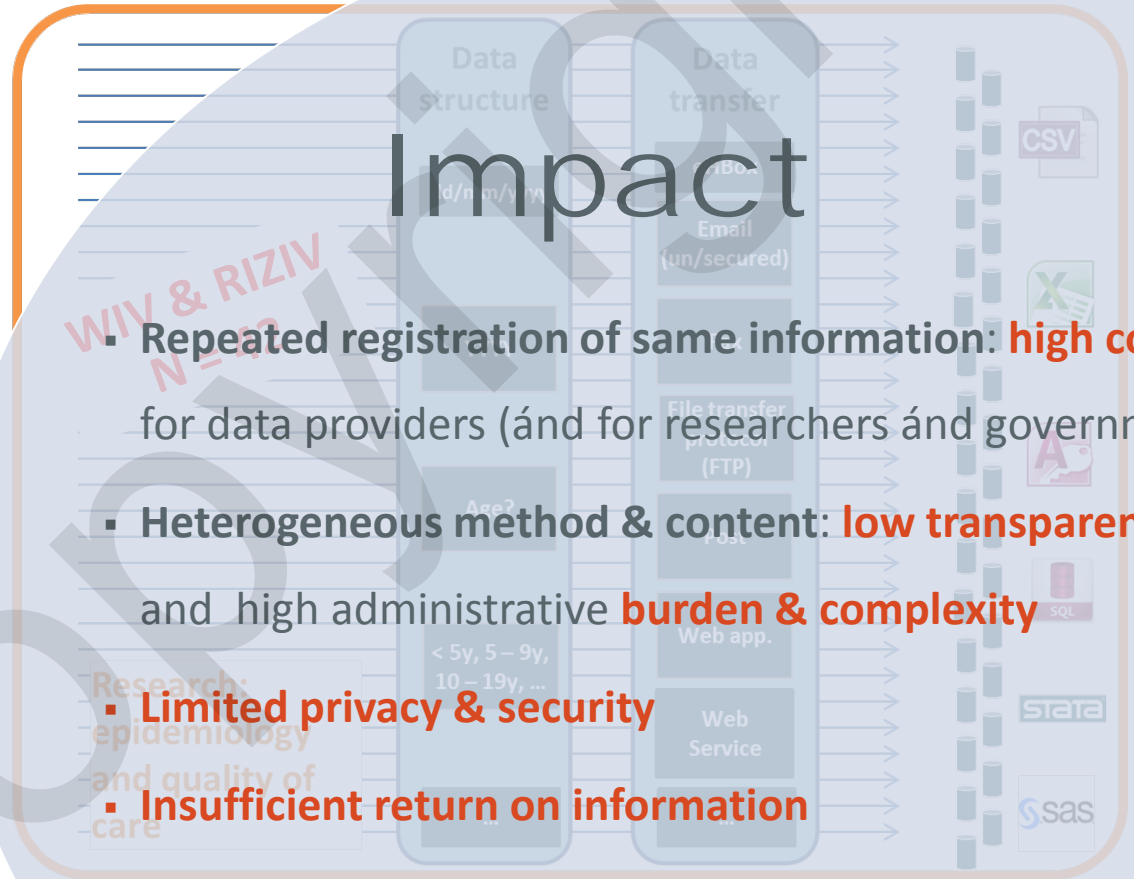 Impact
▪ Repeated registration of same information: high co
for data providers (ánd for researchers ánd governm
▪ Heterogeneous method & content: low transparen
and high administrative burden & complexity
▪ Limited privacy & security
▪ Insufficient return on information
WIV & RIZIV
N = 42
Research:
epidemiology
and quality of
care
Data
structure
dd/mm/yyyy
Age?
< 5y, 5 – 9y,
10 – 19y, ...
...
Data
transfer
Email
(un/secured)
File transfer
protocol
(FTP)
Post
Web app.
Web
Service
...
CSV
X
A
SQL
STATA
sas